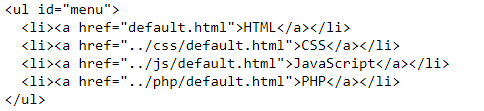 <ul id="menu">
  <li><a href="default.html">HTML</a></li>
  <li><a href="../css/default.html">CSS</a></li>
  <li><a href="../js/default.html">JavaScript</a></li>
  <li><a href="../php/default.html">PHP</a></li>
</ul>